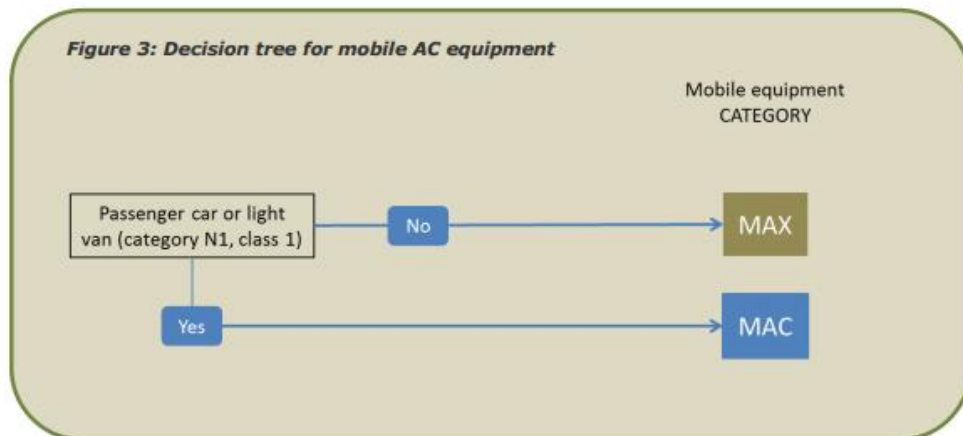 Figure 3: Decision tree for mobile AC equipment
Mobile equipment
CATEGORY
Passenger car or light
van (category N1, class 1)
No
MAX
Yes
MAC